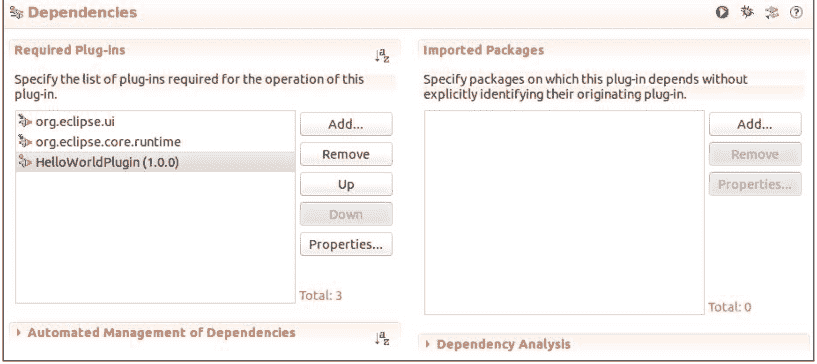 Dependencies
Required Plug-ins
Specify the list of plug-ins required for the operation of this
plug-in.
org.eclipse.ui
org.eclipse.core.runtime
HelloWorldPlugin (1.0.0)
Add...
Remove
Up
Down
Properties...
Total: 3
Automated Management of Dependencies
Imported Packages
Specify packages on which this plug-in depends without
explicitly identifying their originating plug-in.
Add...
Remove
Properties...
Total: 0
Dependency Analysis